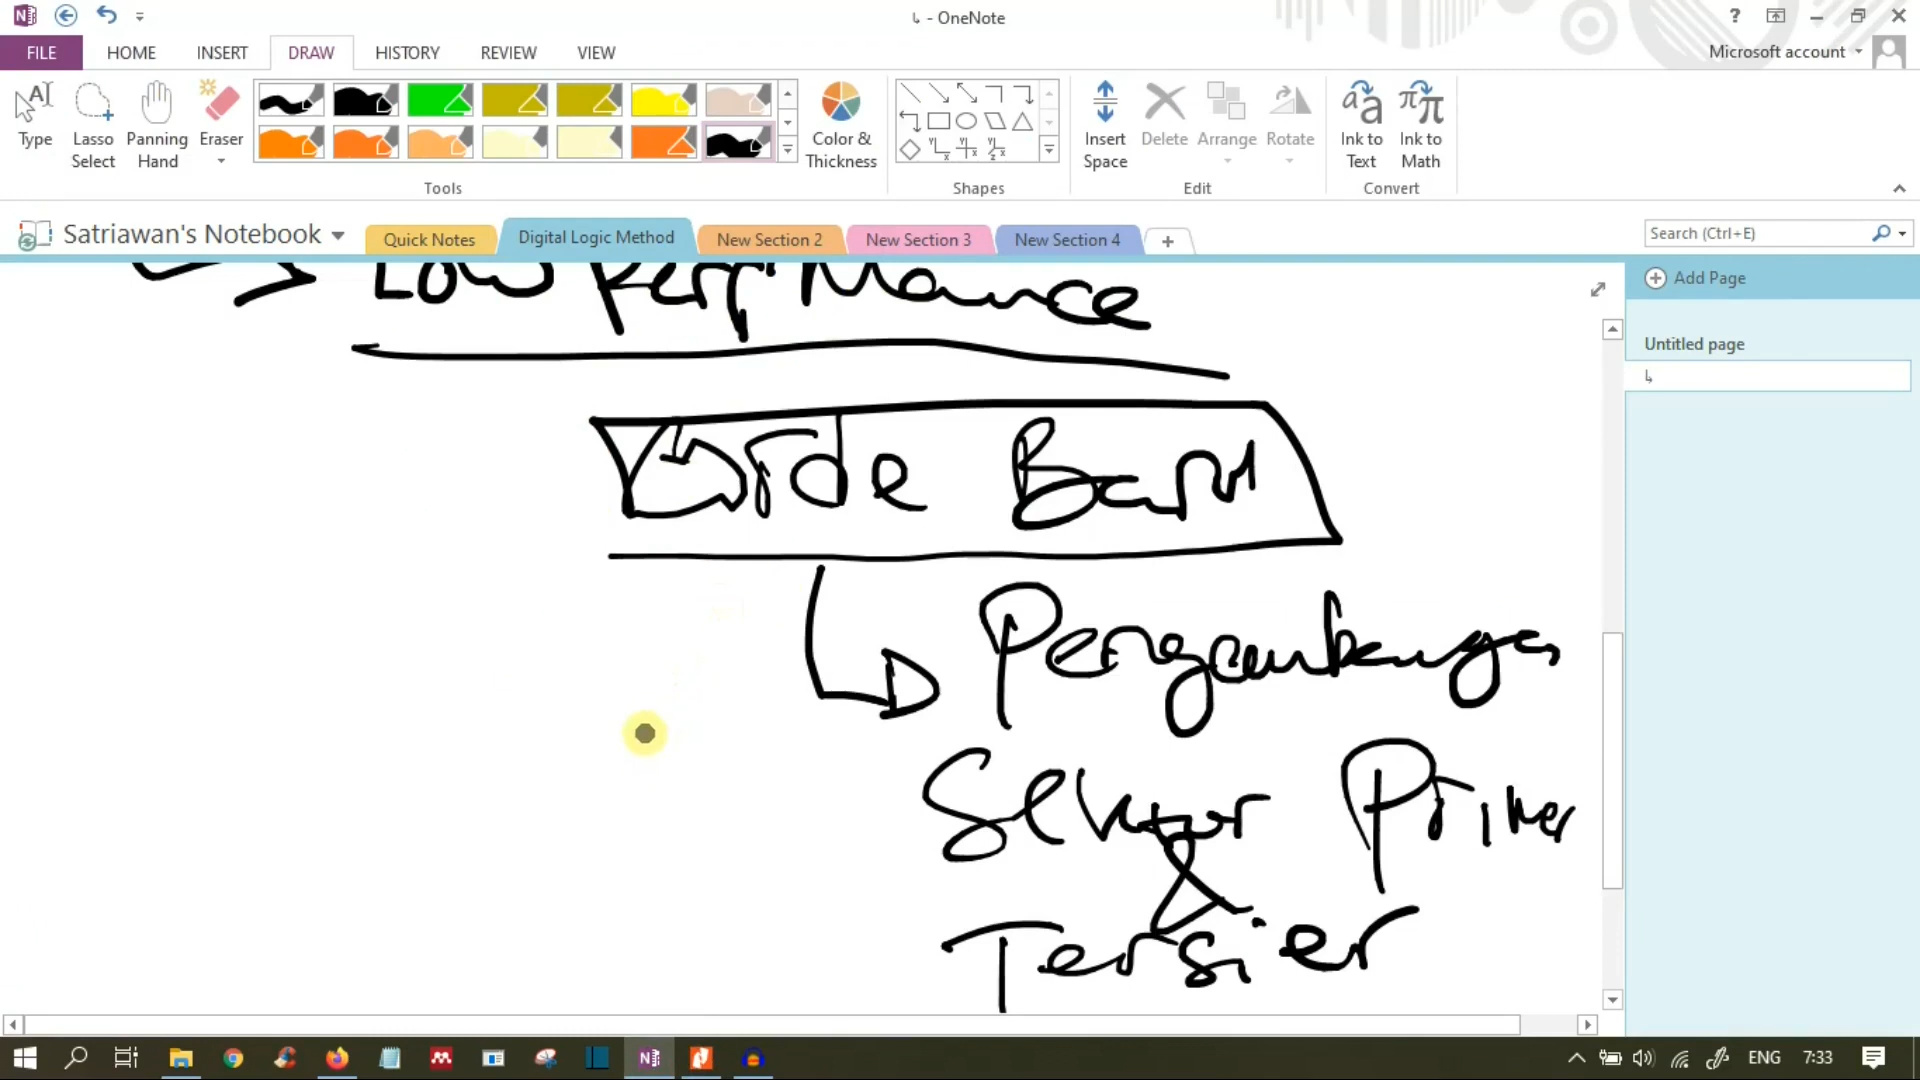 ↳ - OneNote
?
Microsoft account
FILE HOME INSERT DRAW HISTORY REVIEW VIEW
Type
Lasso Select
Panning Hand
Eraser
Color & Thickness
Insert Space
Delete
Arrange
Rotate
Ink to Text
Ink to Math
Tools Shapes Edit Convert
Satriawan's Notebook
Quick Notes
Digital Logic Method
New Section 2
New Section 3
New Section 4
+
Search (Ctrl+E)
Add Page
Untitled page
↳
Low
ide Baru
Pengembangan
Sektor Primer
&
Tersier
ENG 7:33